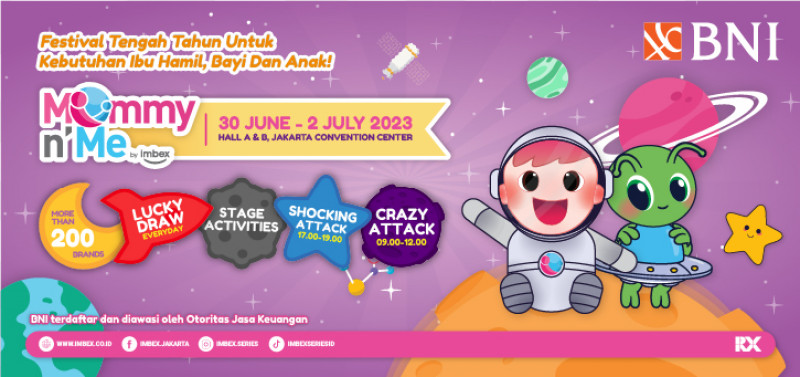 Festival Tengah Tahun Untuk
Kebutuhan Ibu Hamil, Bayi Dan Anak!
BNI
Mommy
n'Me
by imbex
30 JUNE - 2 JULY 2023
HALL A & B, JAKARTA CONVENTION CENTER
MORE
THAN
200
BRANDS
LUCKY
DRAW
EVERYDAY
STAGE
ACTIVITIES
SHOCKING
ATTACK
17.00-19.00
CRAZY
ATTACK
09.00-12.00
BNI terdaftar dan diawasi oleh Otoritas Jasa Keuangan
WWW.IMBEX.CO.ID
IMBEX.JAKARTA
IMBEX.SERIES
IMBEXSERIESID
RX